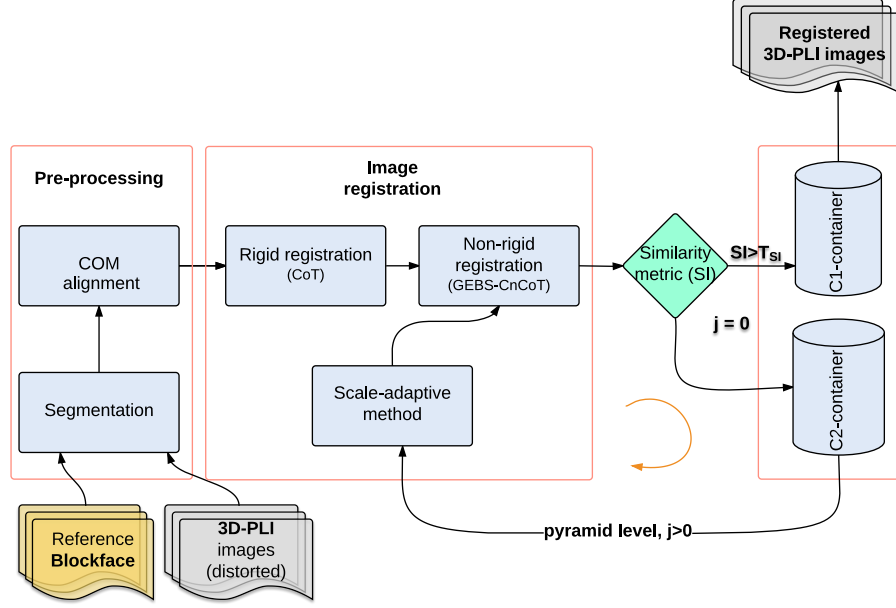 Registered
3D-PLI images
Pre-processing
Image
registration
COM
alignment
Rigid registration
(CoT)
Non-rigid
registration
(GEBS-CnCoT)
Similarity
metric (SI)
SI>T_SI
C1-container
j = 0
Segmentation
Scale-adaptive
method
C2-container
Reference
Blockface
3D-PLI
images
(distorted)
pyramid level, j>0